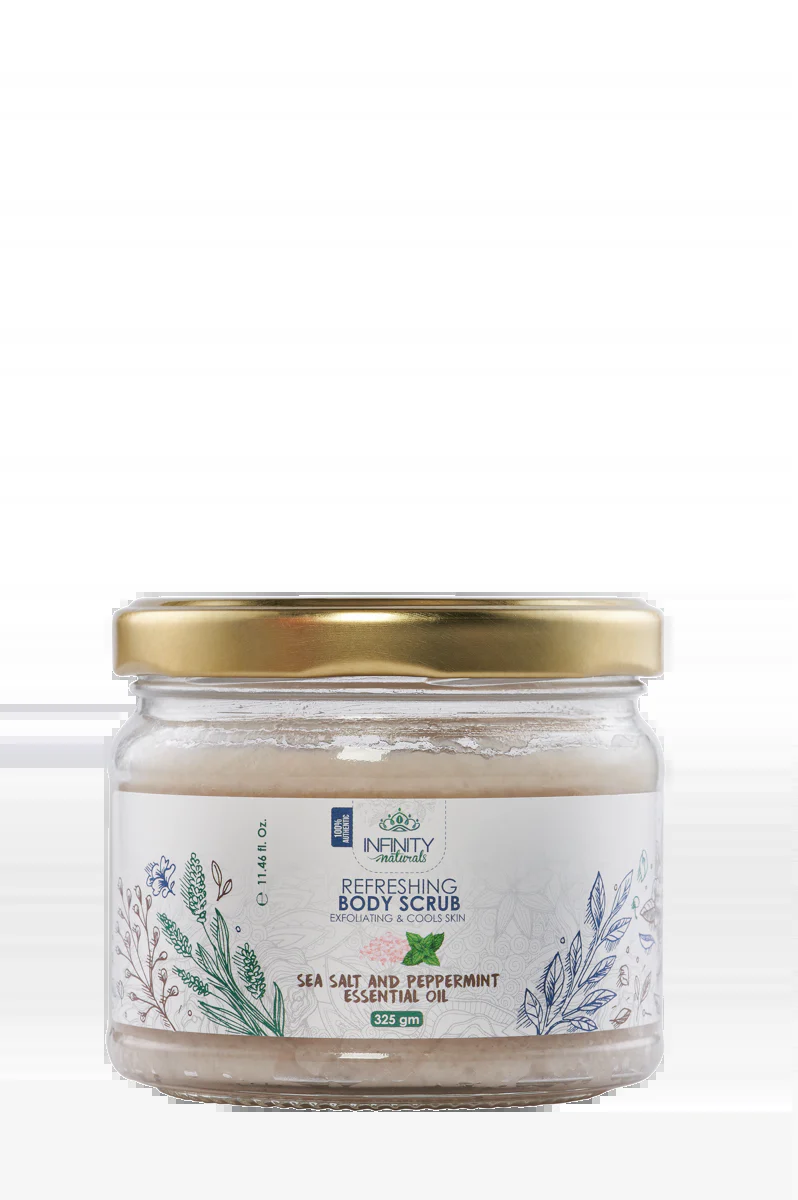 100%
AUTHENTIC
INFINITY
naturals
REFRESHING
BODY SCRUB
EXFOLIATING & COOLS SKIN
SEA SALT AND PEPPERMINT
ESSENTIAL OIL
325 gm
℮ 11.46 fl. Oz.